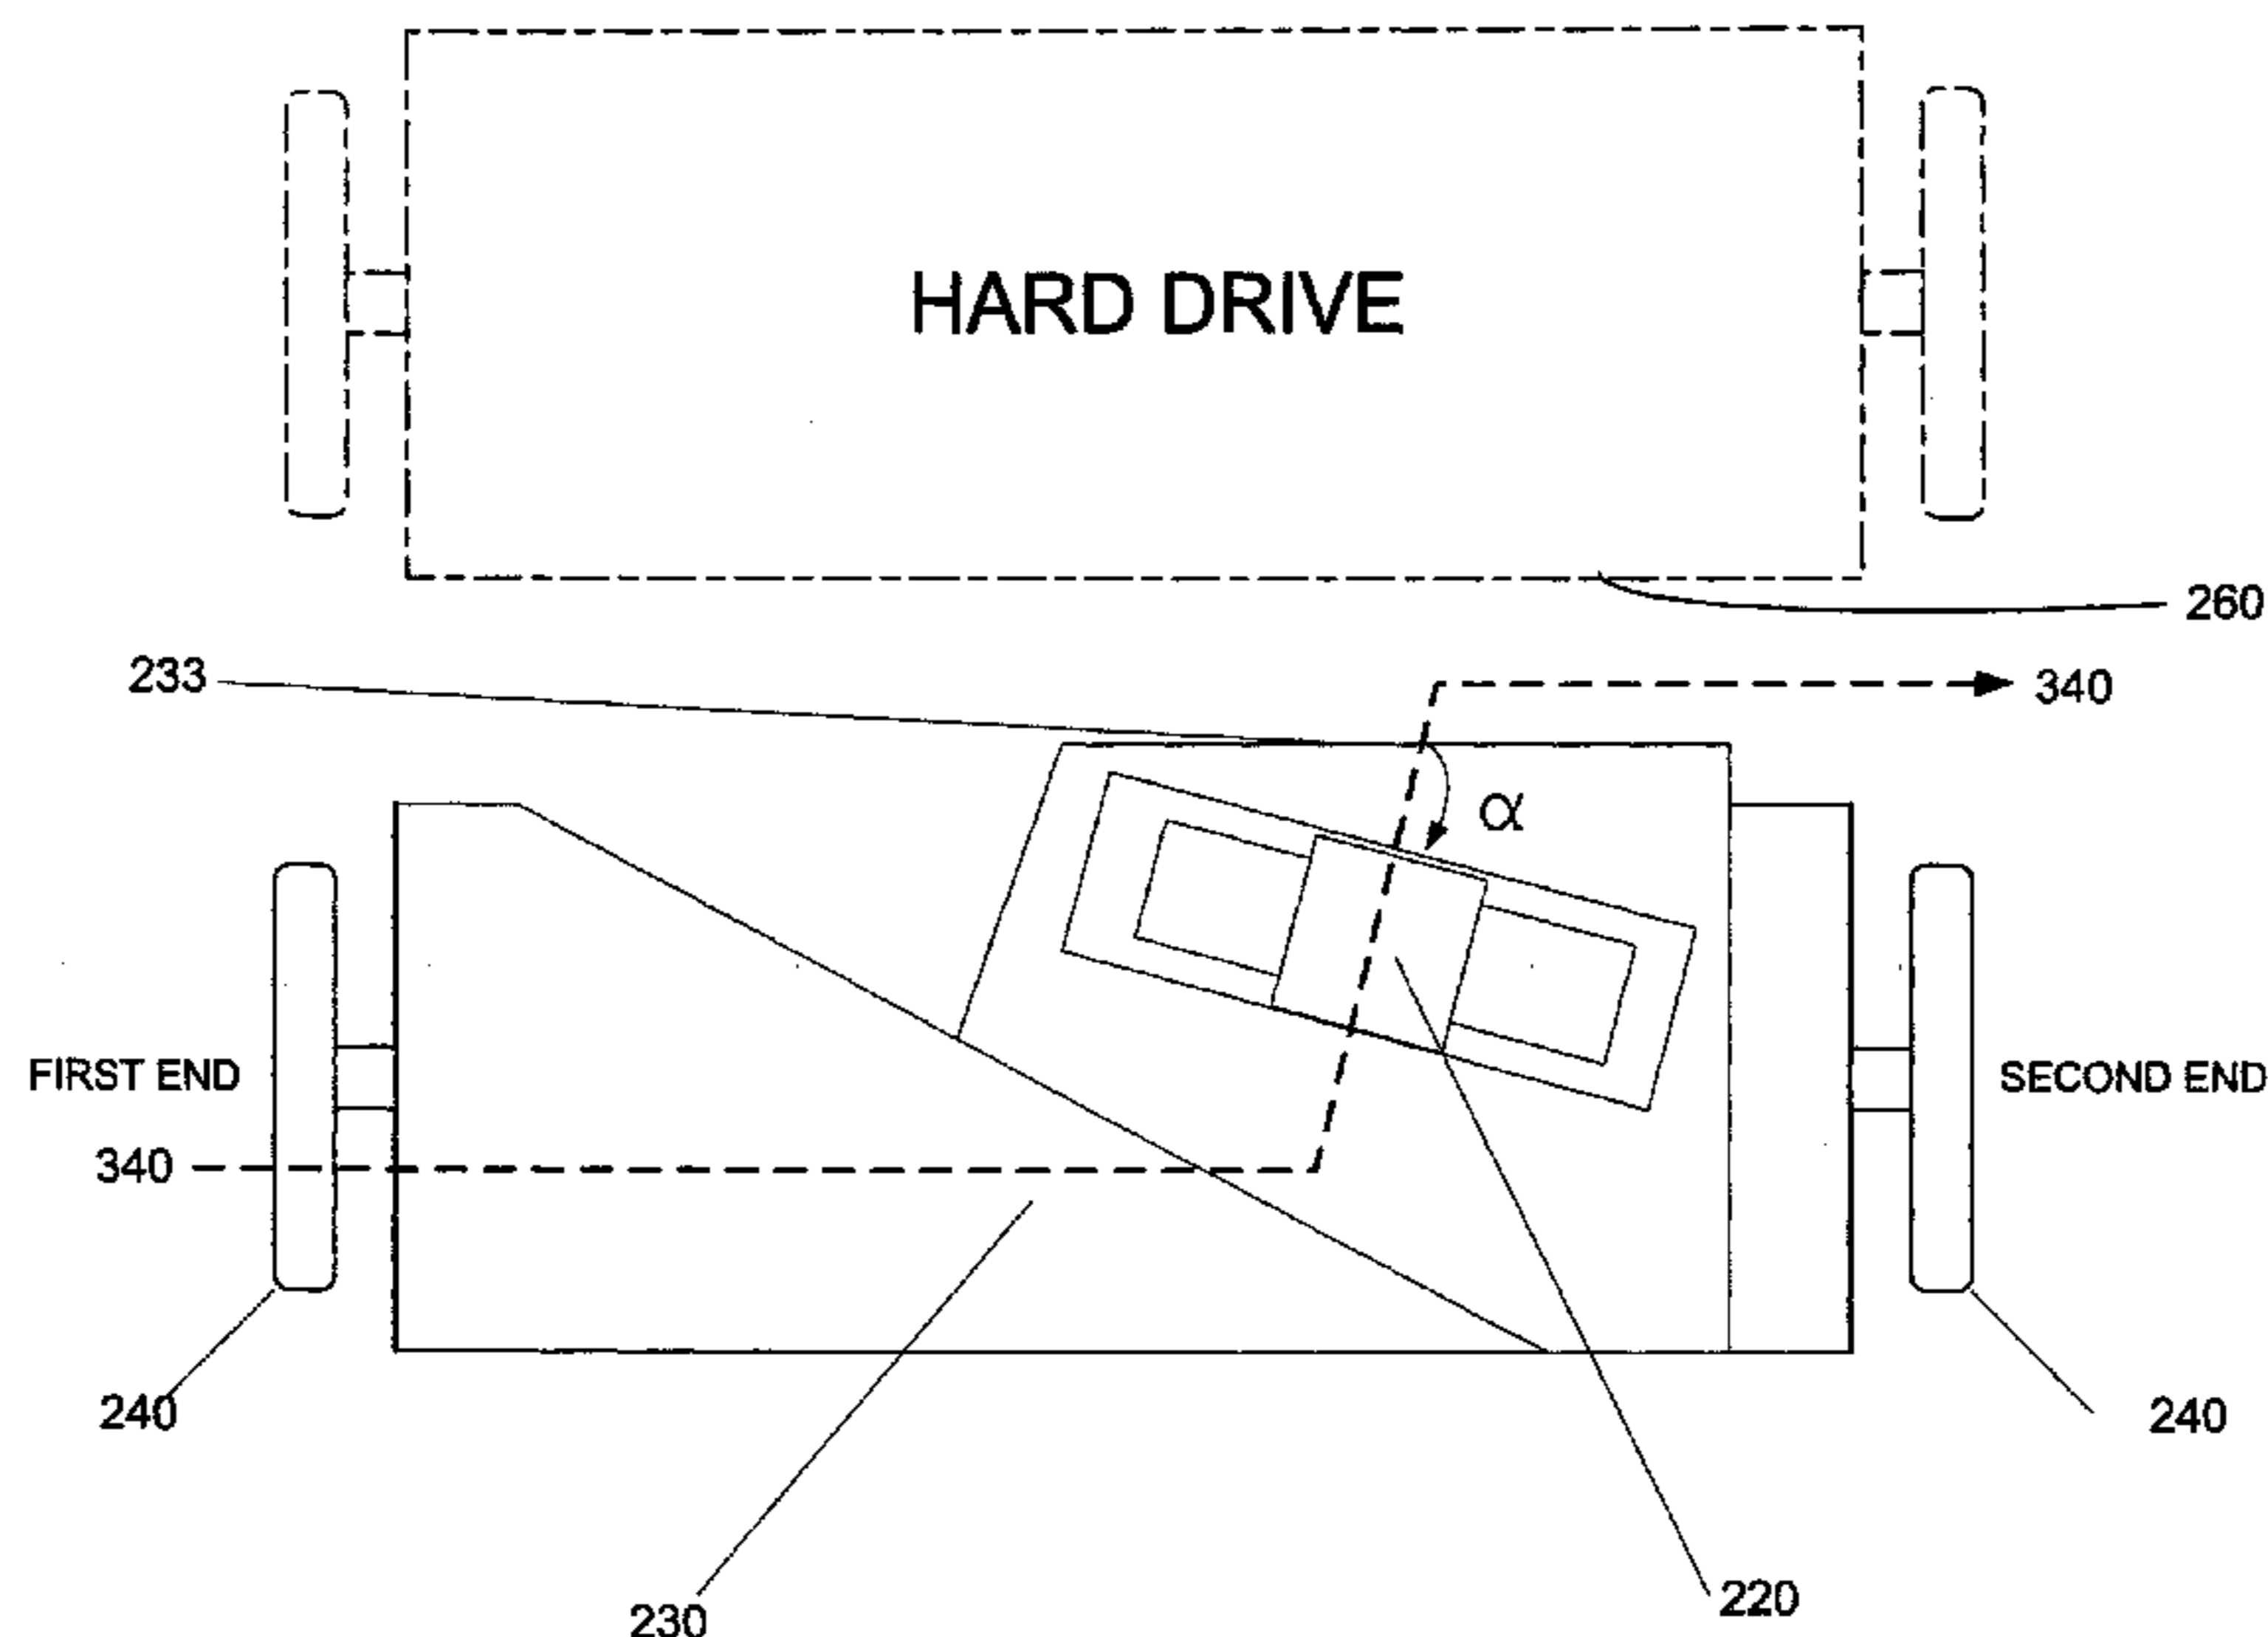 HARD DRIVE
260
233
340
α
FIRST END
SECOND END
340
240
240
230
220